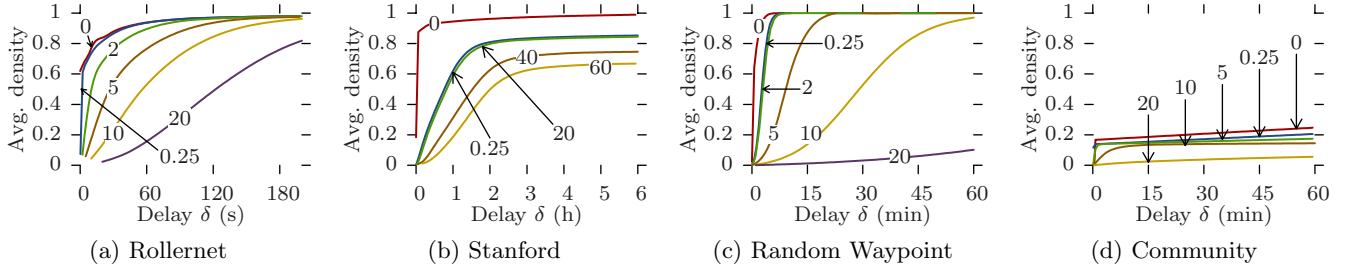 Avg. density
1
0.8
0.6
0.4
0.2
0
0
2
5
10
20
0.25
0 60 120 180
Delay δ (s)
(a) Rollernet
Avg. density
1
0.8
0.6
0.4
0.2
0
0
40
60
20
0.25
0 1 2 3 4 5 6
Delay δ (h)
(b) Stanford
Avg. density
1
0.8
0.6
0.4
0.2
0
0
0.25
2
5
10
20
0 15 30 45 60
Delay δ (min)
(c) Random Waypoint
Avg. density
1
0.8
0.6
0.4
0.2
0
20
10
5
0.25
0
0 15 30 45 60
Delay δ (min)
(d) Community